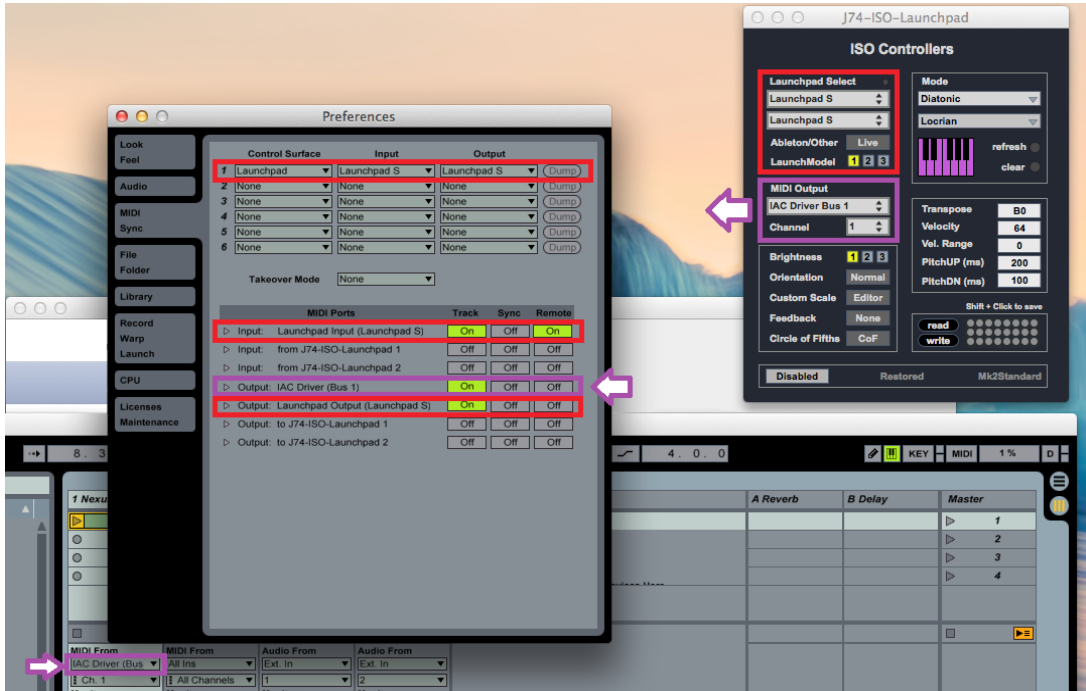 J74-ISO-Launchpad
ISO Controllers
Launchpad Select
Launchpad S
Launchpad S
Ableton/Other Live
LaunchModel 1 2 3
MIDI Output
IAC Driver Bus 1
Channel 1
Brightness 1 2 3
Orientation Normal
Custom Scale Editor
Feedback None
Circle of Fifths CoF
Mode
Diatonic
Locrian
refresh
clear
Transpose B0
Velocity 64
Vel. Range 0
PitchUP (ms) 200
PitchDN (ms) 100
Shift + Click to save
read
write
Disabled Restored Mk2Standard
Preferences
Look
Feel
Audio
MIDI
Sync
File
Folder
Library
Record
Warp
Launch
CPU
Licenses
Maintenance
Control Surface Input Output
1 Launchpad Launchpad S Launchpad S Dump
2 None None None Dump
3 None None None Dump
4 None None None Dump
5 None None None Dump
6 None None None Dump
Takeover Mode None
MIDI Ports Track Sync Remote
Input: Launchpad Input (Launchpad S) On Off On
Input: from J74-ISO-Launchpad 1 Off Off Off
Input: from J74-ISO-Launchpad 2 Off Off Off
Output: IAC Driver (Bus 1) On Off Off
Output: Launchpad Output (Launchpad S) On Off Off
Output: to J74-ISO-Launchpad 1 Off Off Off
Output: to J74-ISO-Launchpad 2 Off Off Off
8. 3 4. 0. 0 KEY MIDI 1 % D
1 Nexu A Reverb B Delay Master
1
2
3
4
MIDI From MIDI From Audio From Audio From
IAC Driver (Bus All Ins Ext. In Ext. In
Ch. 1 All Channels 1 2